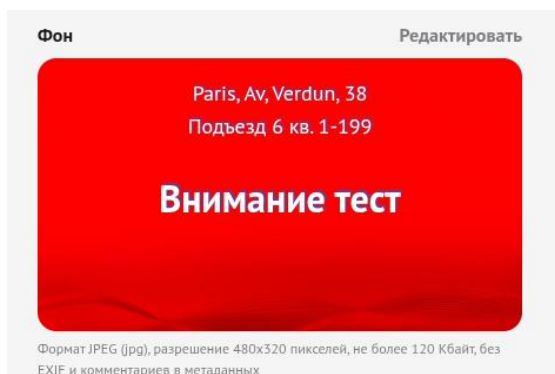 Фон
Редактировать
Paris, Av, Verdun, 38
Подъезд 6 кв. 1-199
Внимание тест
Формат JPEG (jpg), разрешение 480x320 пикселей, не более 120 Кбайт, без
EXIF и комментариев в метаданных